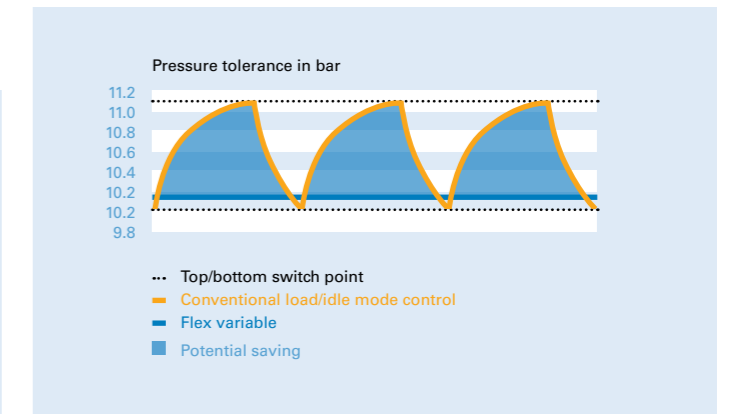 Pressure tolerance in bar
11.2
11.0
10.8
10.6
10.4
10.2
10.2
9.8
Top/bottom switch point
Conventional load/idle mode control
Flex variable
Potential saving